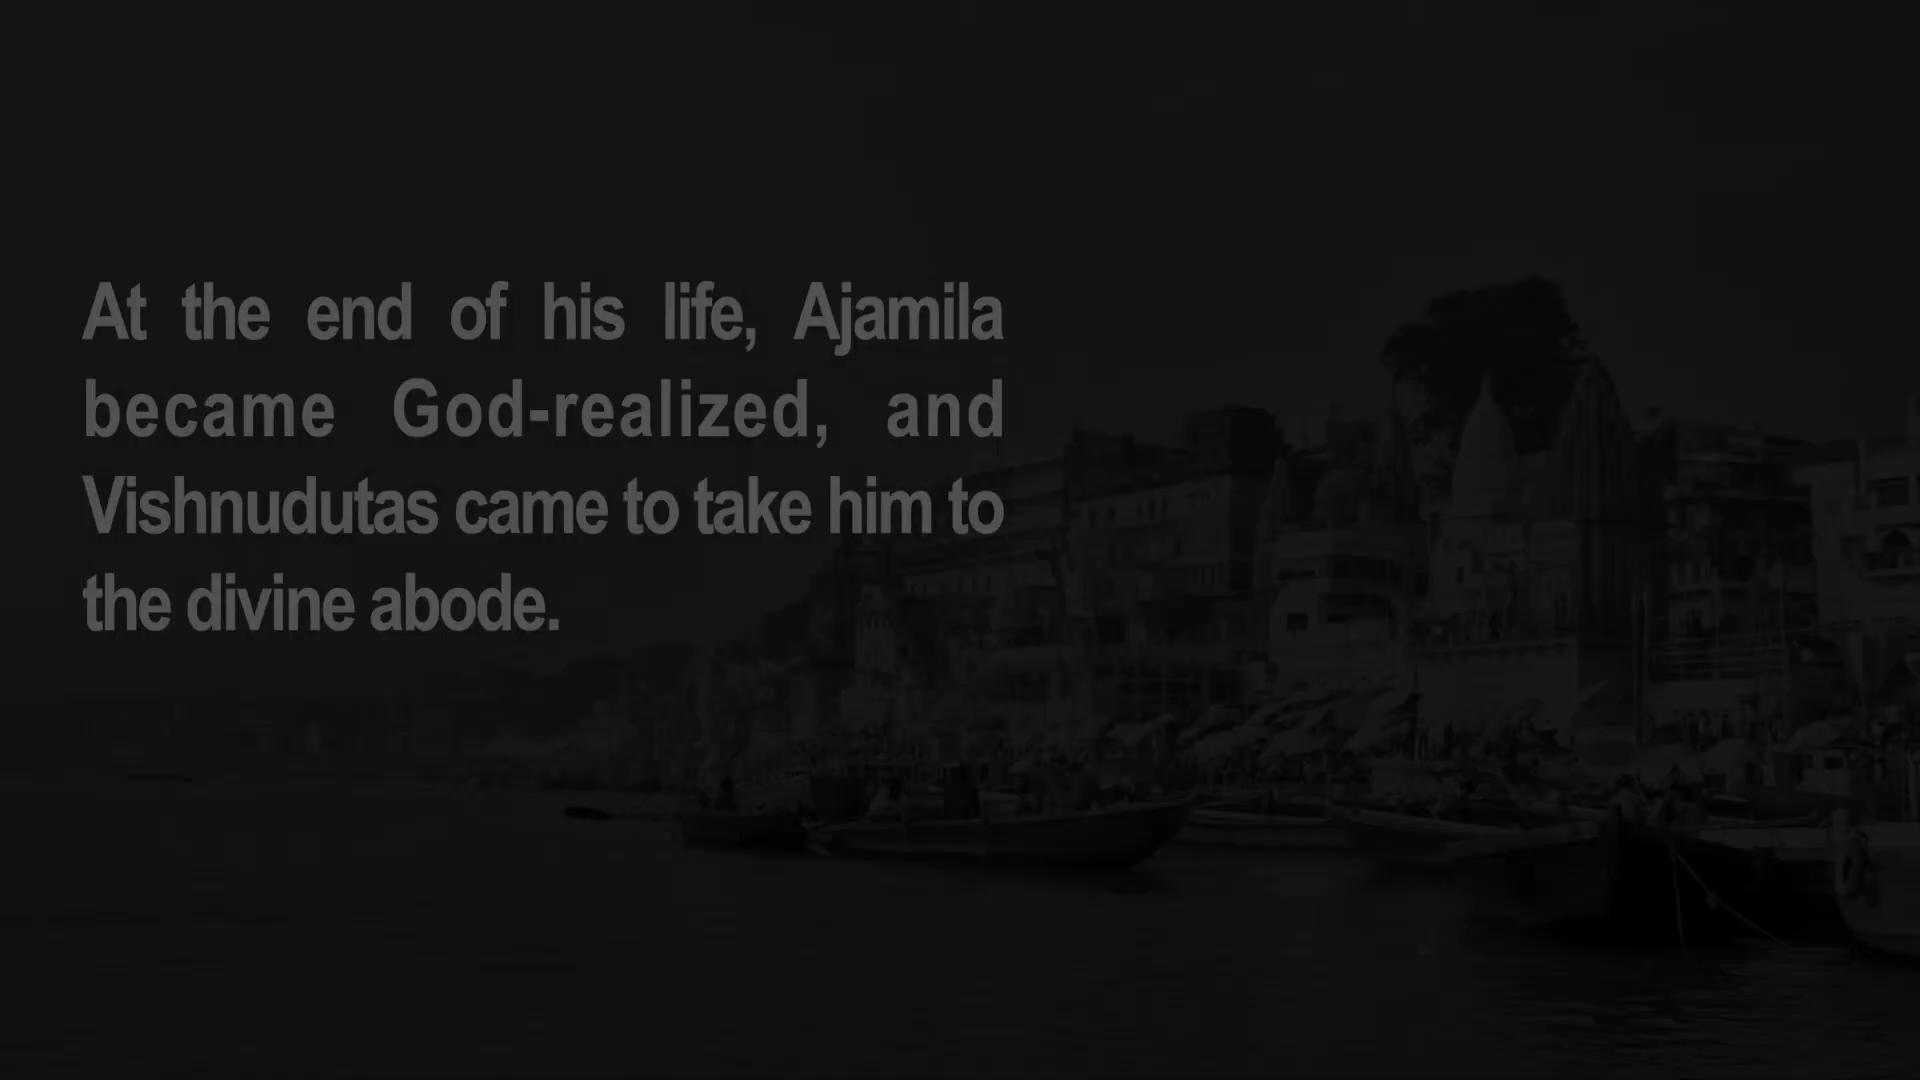 At the end of his life, Ajamila
became God-realized, and
Vishnudutas came to take him to
the divine abode.